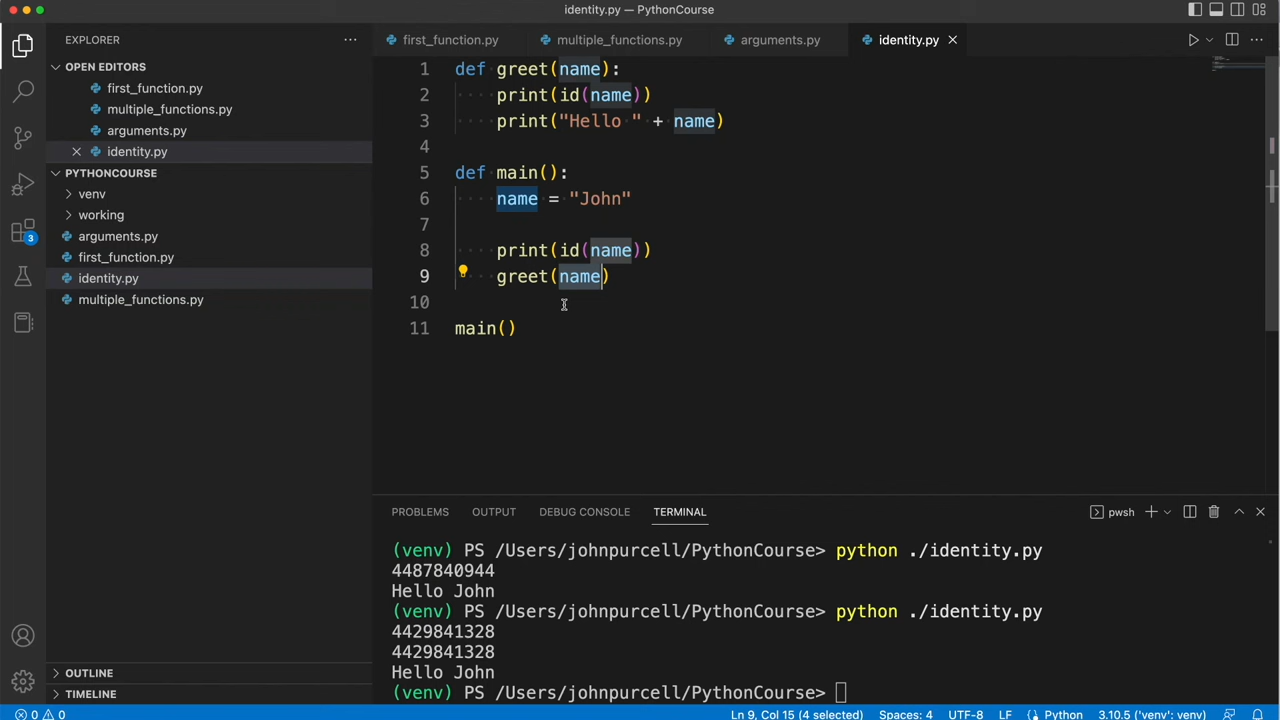 identity.py — PythonCourse
EXPLORER
OPEN EDITORS
first_function.py
multiple_functions.py
arguments.py
identity.py
PYTHONCOURSE
venv
working
arguments.py
first_function.py
identity.py
multiple_functions.py
OUTLINE
TIMELINE
3
first_function.py multiple_functions.py arguments.py identity.py
1 def greet(name):
2     print(id(name))
3     print("Hello " + name)
4
5 def main():
6     name = "John"
7
8     print(id(name))
9     greet(name)
10
11 main()
PROBLEMS OUTPUT DEBUG CONSOLE TERMINAL pwsh
(venv) PS /Users/johnpurcell/PythonCourse> python ./identity.py
4487840944
Hello John
(venv) PS /Users/johnpurcell/PythonCourse> python ./identity.py
4429841328
4429841328
Hello John
(venv) PS /Users/johnpurcell/PythonCourse>
0 0 Ln 9, Col 15 (4 selected) Spaces: 4 UTF-8 LF Python 3.10.5 ('venv': venv)